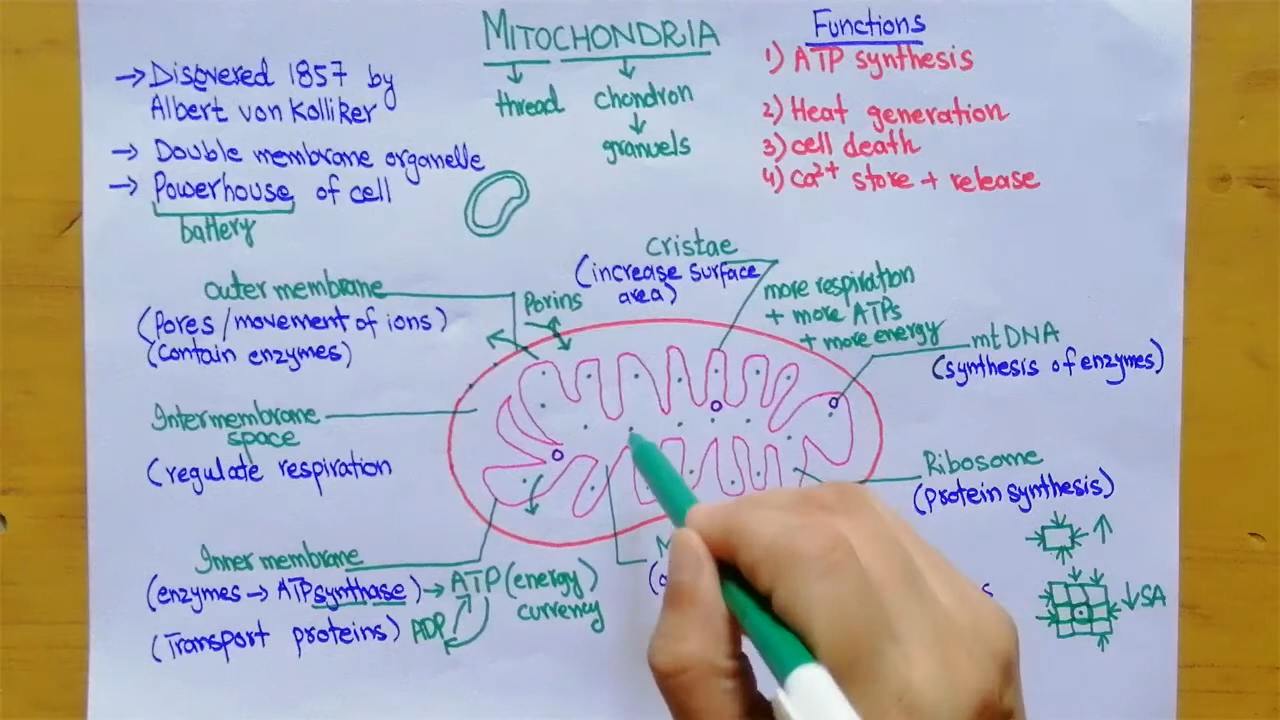 MITOCHONDRIA
thread
chondron
granuels
→ Discovered 1857 by
Albert von Kolliker
→ Double membrane organelle
→ Powerhouse of cell
battery
Functions
1) ATP synthesis
2) Heat generation
3) cell death
4) Ca²⁺ store + release
cristae
(increase surface
area)
more respiration
+ more ATPs
+ more energy
outer membrane
(Pores/movement of ions)
(contain enzymes)
Porins
mtDNA
(synthesis of enzymes)
Intermembrane
space
(regulate respiration
Ribosome
(protein synthesis)
Inner membrane
(enzymes → ATPsynthase) → ATP (energy)
currency
(Transport proteins) ADP
↓SA